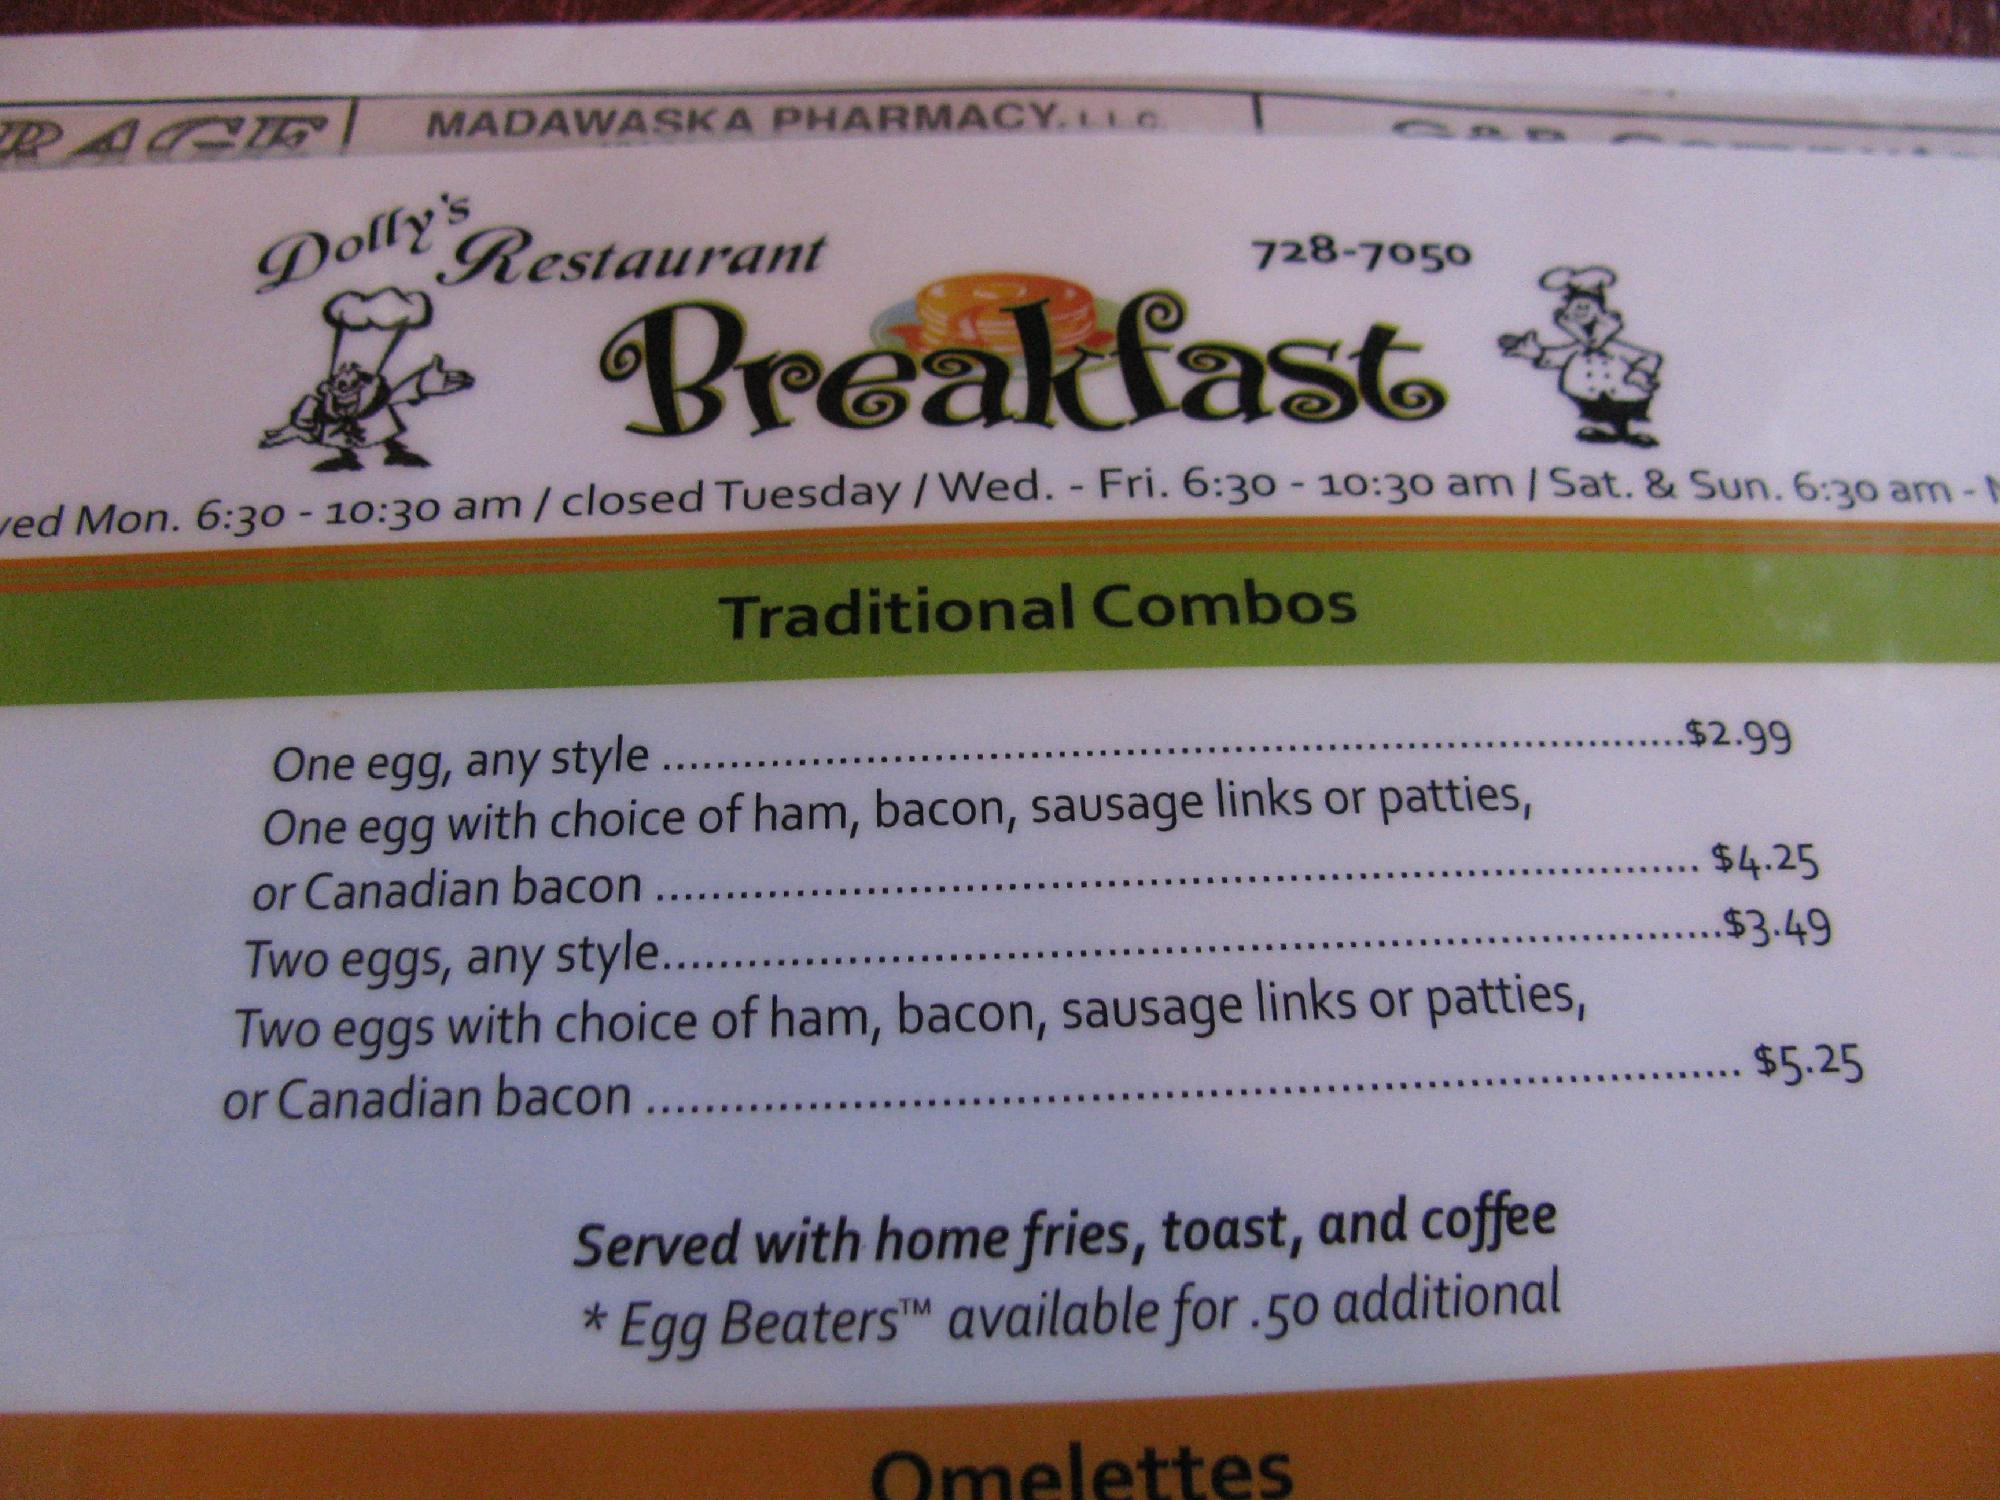 MADAWASKA PHARMACY, LLC
Dolly's Restaurant
728-7050
Breakfast
Mon. 6:30 - 10:30 am / closed Tuesday / Wed. - Fri. 6:30 - 10:30 am / Sat. & Sun. 6:30 am -
Traditional Combos
One egg, any style ........ $2.99
One egg with choice of ham, bacon, sausage links or patties,
or Canadian bacon ........ $4.25
Two eggs, any style........ $3.49
Two eggs with choice of ham, bacon, sausage links or patties,
or Canadian bacon ........ $5.25
Served with home fries, toast, and coffee
* Egg Beaters™ available for .50 additional
Omelettes